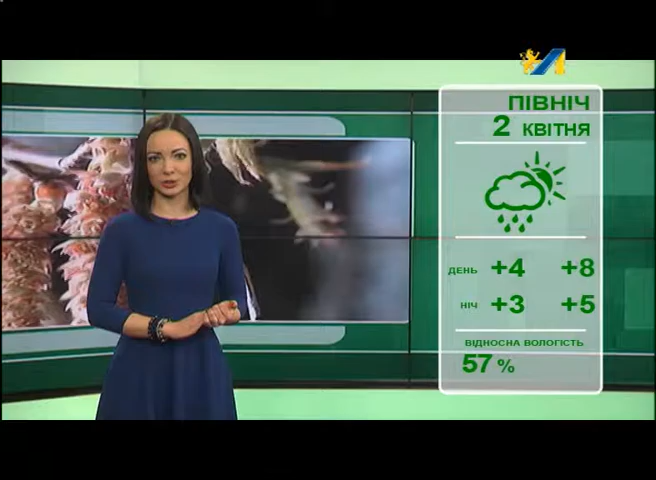 ПІВНІЧ
2 КВІТНЯ
ДЕНЬ +4 +8
НІЧ +3 +5
ВІДНОСНА ВОЛОГІСТЬ
57 %